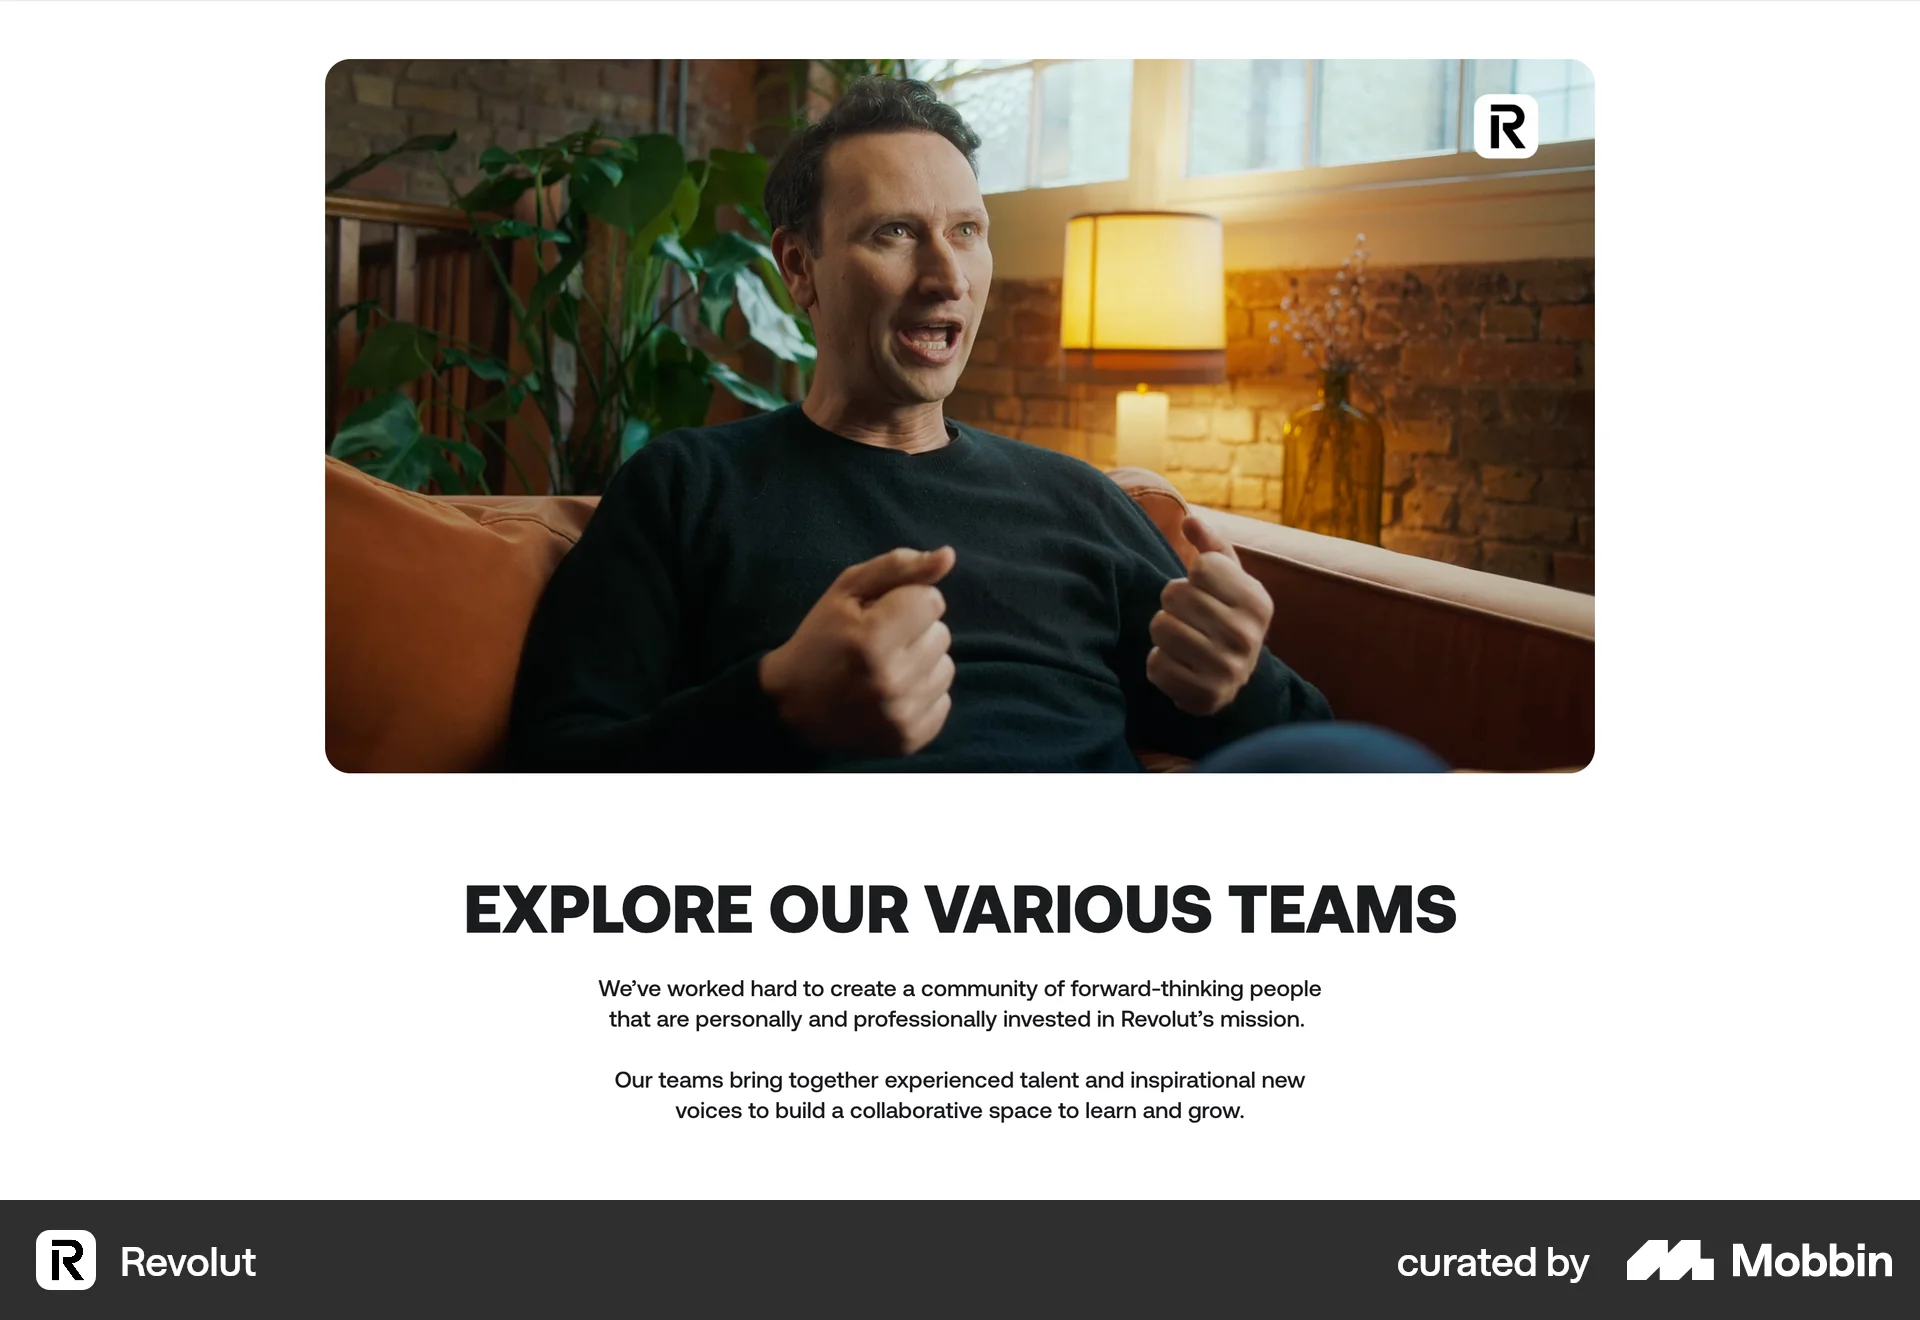 R
EXPLORE OUR VARIOUS TEAMS
We’ve worked hard to create a community of forward-thinking people
that are personally and professionally invested in Revolut’s mission.
Our teams bring together experienced talent and inspirational new
voices to build a collaborative space to learn and grow.
R Revolut
curated by Mobbin